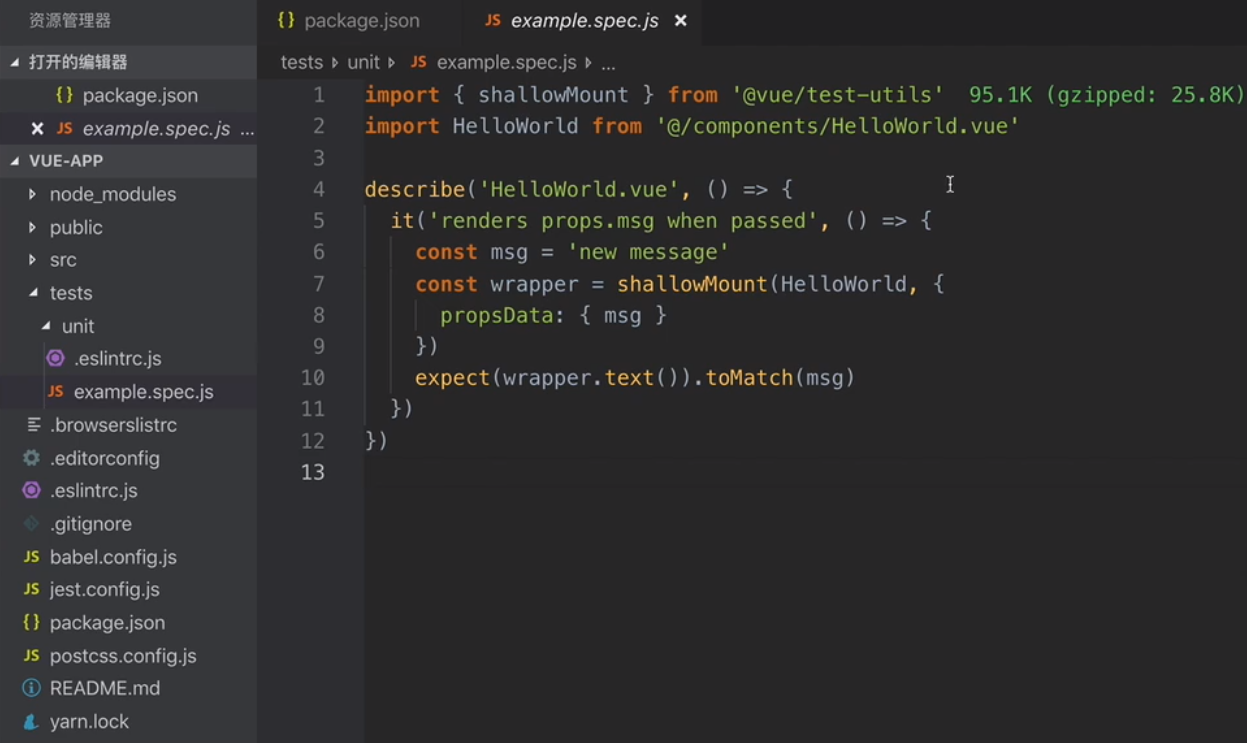 资源管理器
打开的编辑器
{} package.json
× JS example.spec.js ...
VUE-APP
node_modules
public
src
tests
unit
.eslintrc.js
JS example.spec.js
.browserslistrc
.editorconfig
.eslintrc.js
.gitignore
JS babel.config.js
JS jest.config.js
{} package.json
JS postcss.config.js
README.md
yarn.lock
{} package.json
JS example.spec.js ×
tests unit JS example.spec.js ...
1 import { shallowMount } from '@vue/test-utils' 95.1K (gzipped: 25.8K)
2 import HelloWorld from '@/components/HelloWorld.vue'
3
4 describe('HelloWorld.vue', () => {
5 it('renders props.msg when passed', () => {
6 const msg = 'new message'
7 const wrapper = shallowMount(HelloWorld, {
8 propsData: { msg }
9 })
10 expect(wrapper.text()).toMatch(msg)
11 })
12 })
13